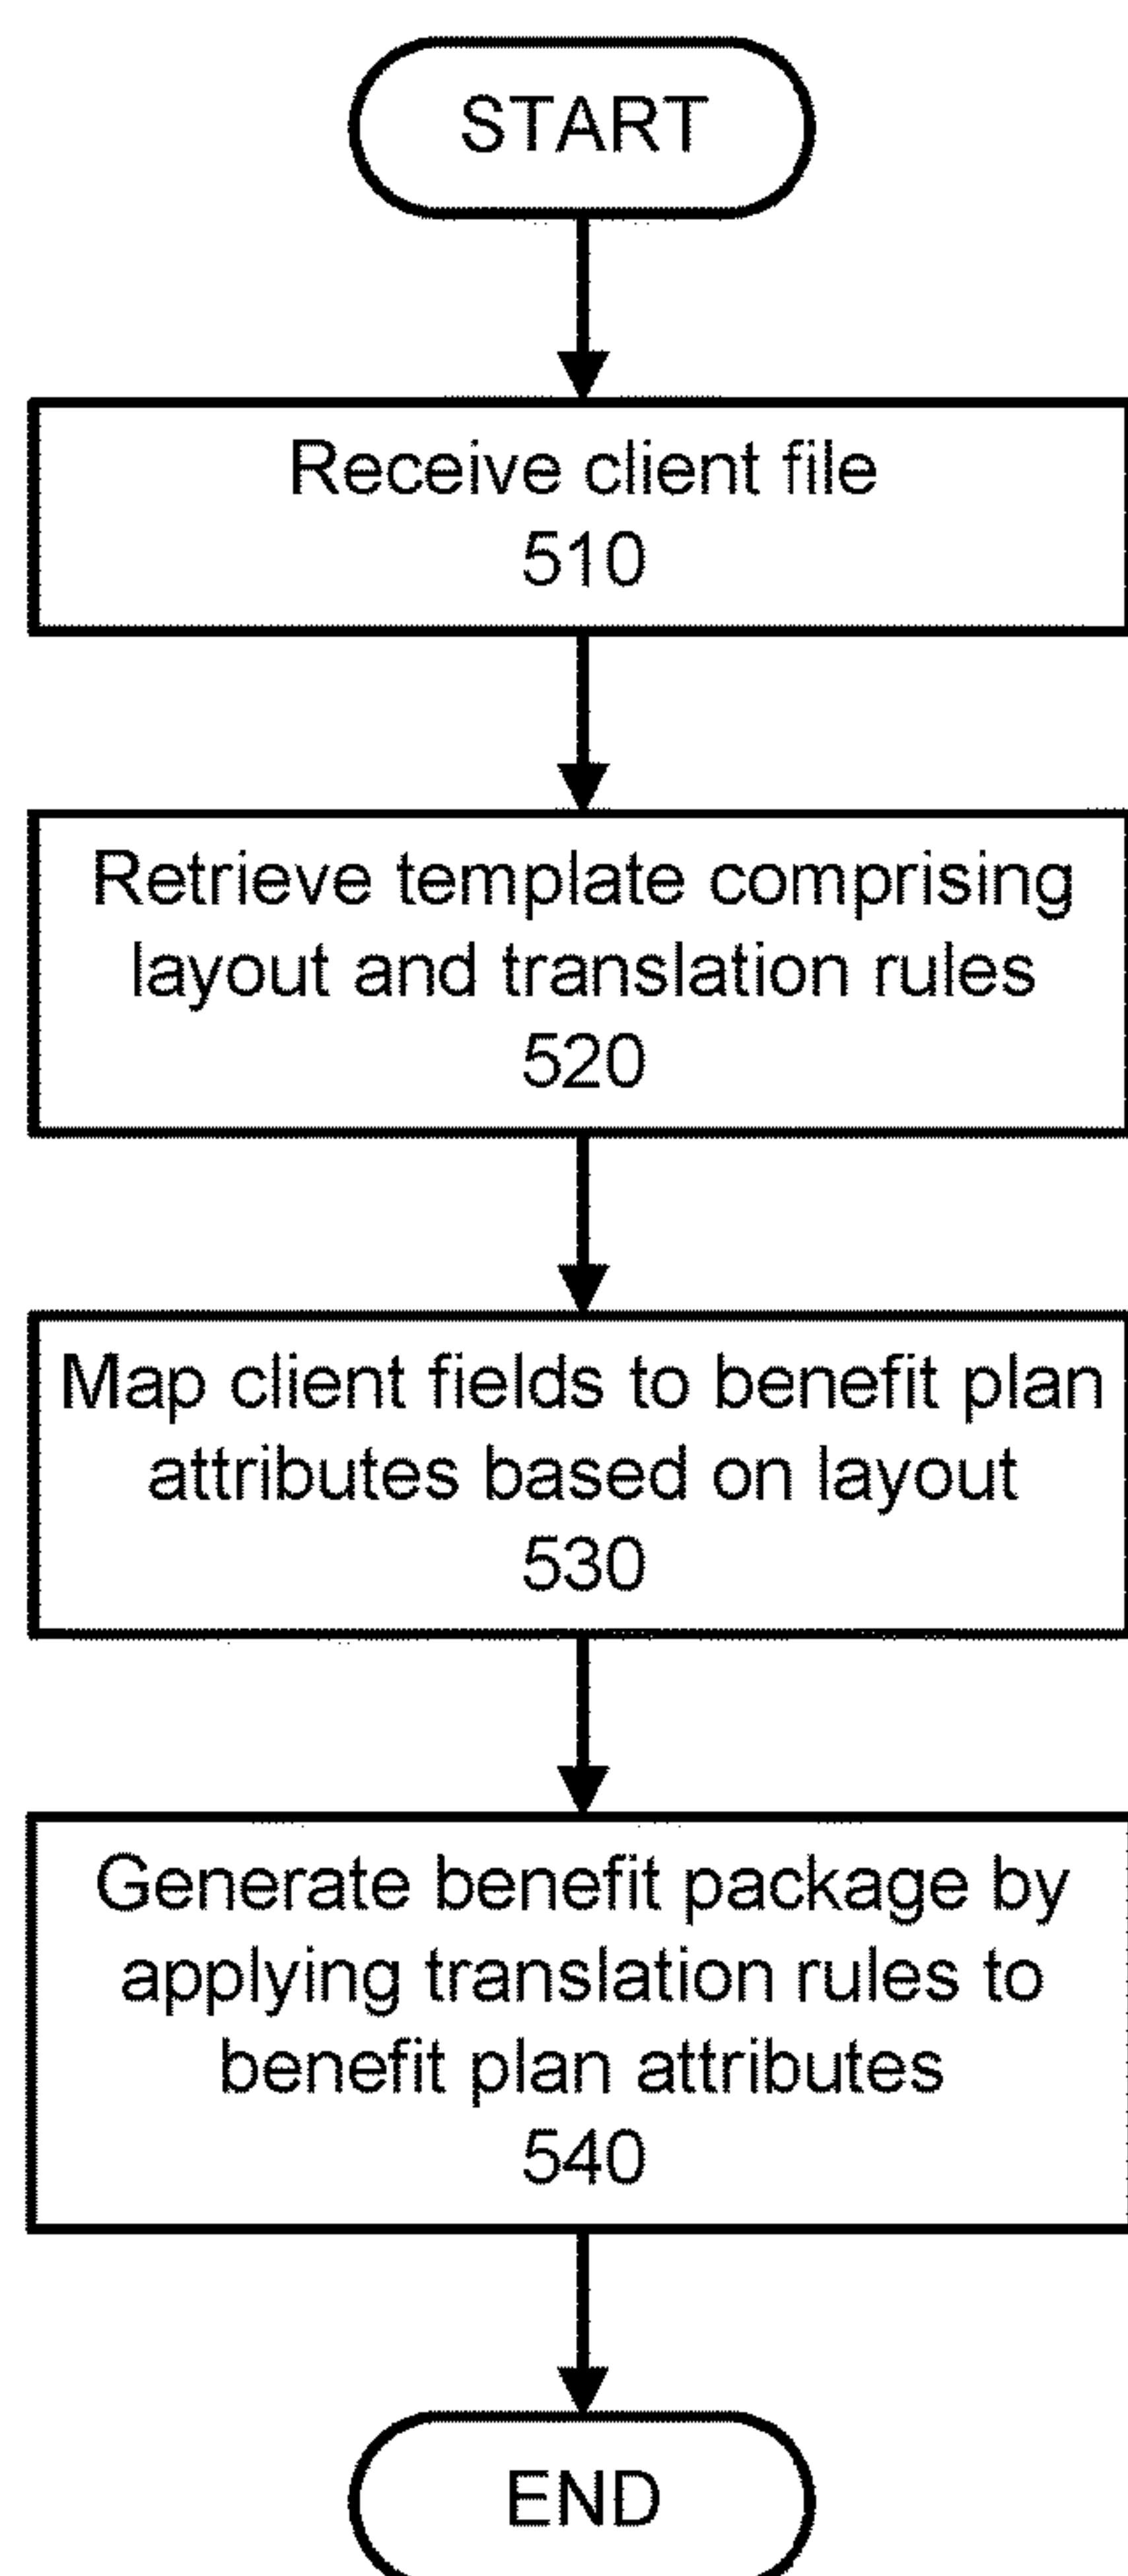 START
Receive client file
510
Retrieve template comprising
layout and translation rules
520
Map client fields to benefit plan
attributes based on layout
530
Generate benefit package by
applying translation rules to
benefit plan attributes
540
END